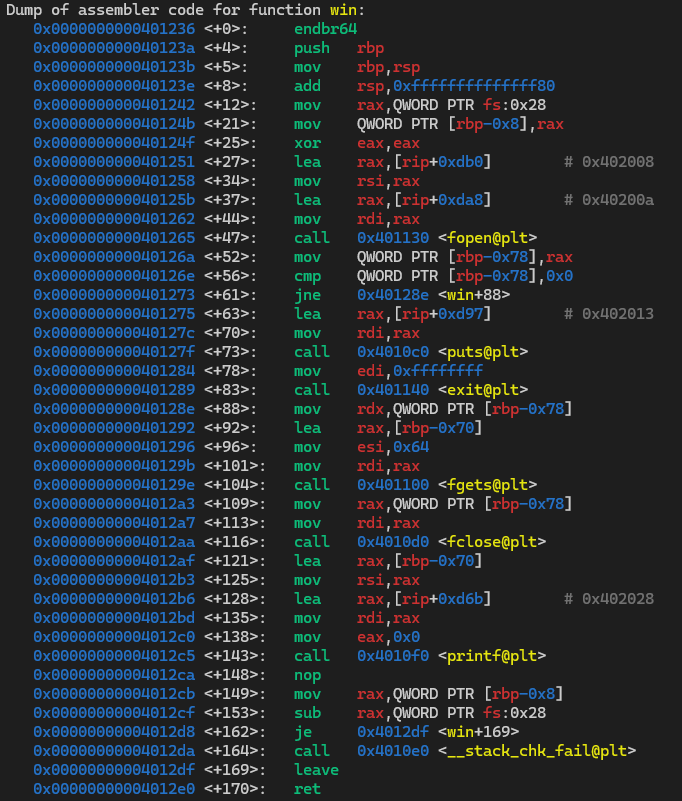 Dump of assembler code for function win:
   0x0000000000401236 <+0>:     endbr64
   0x000000000040123a <+4>:     push   rbp
   0x000000000040123b <+5>:     mov    rbp,rsp
   0x000000000040123e <+8>:     add    rsp,0xffffffffffffff80
   0x0000000000401242 <+12>:    mov    rax,QWORD PTR fs:0x28
   0x000000000040124b <+21>:    mov    QWORD PTR [rbp-0x8],rax
   0x000000000040124f <+25>:    xor    eax,eax
   0x0000000000401251 <+27>:    lea    rax,[rip+0xdb0]        # 0x402008
   0x0000000000401258 <+34>:    mov    rsi,rax
   0x000000000040125b <+37>:    lea    rax,[rip+0xda8]        # 0x40200a
   0x0000000000401262 <+44>:    mov    rdi,rax
   0x0000000000401265 <+47>:    call   0x401130 <fopen@plt>
   0x000000000040126a <+52>:    mov    QWORD PTR [rbp-0x78],rax
   0x000000000040126e <+56>:    cmp    QWORD PTR [rbp-0x78],0x0
   0x0000000000401273 <+61>:    jne    0x40128e <win+88>
   0x0000000000401275 <+63>:    lea    rax,[rip+0xd97]        # 0x402013
   0x000000000040127c <+70>:    mov    rdi,rax
   0x000000000040127f <+73>:    call   0x4010c0 <puts@plt>
   0x0000000000401284 <+78>:    mov    edi,0xffffffff
   0x0000000000401289 <+83>:    call   0x401140 <exit@plt>
   0x000000000040128e <+88>:    mov    rdx,QWORD PTR [rbp-0x78]
   0x0000000000401292 <+92>:    lea    rax,[rbp-0x70]
   0x0000000000401296 <+96>:    mov    esi,0x64
   0x000000000040129b <+101>:   mov    rdi,rax
   0x000000000040129e <+104>:   call   0x401100 <fgets@plt>
   0x00000000004012a3 <+109>:   mov    rax,QWORD PTR [rbp-0x78]
   0x00000000004012a7 <+113>:   mov    rdi,rax
   0x00000000004012aa <+116>:   call   0x4010d0 <fclose@plt>
   0x00000000004012af <+121>:   lea    rax,[rbp-0x70]
   0x00000000004012b3 <+125>:   mov    rsi,rax
   0x00000000004012b6 <+128>:   lea    rax,[rip+0xd6b]        # 0x402028
   0x00000000004012bd <+135>:   mov    rdi,rax
   0x00000000004012c0 <+138>:   mov    eax,0x0
   0x00000000004012c5 <+143>:   call   0x4010f0 <printf@plt>
   0x00000000004012ca <+148>:   nop
   0x00000000004012cb <+149>:   mov    rax,QWORD PTR [rbp-0x8]
   0x00000000004012cf <+153>:   sub    rax,QWORD PTR fs:0x28
   0x00000000004012d8 <+162>:   je     0x4012df <win+169>
   0x00000000004012da <+164>:   call   0x4010e0 <__stack_chk_fail@plt>
   0x00000000004012df <+169>:   leave
   0x00000000004012e0 <+170>:   ret